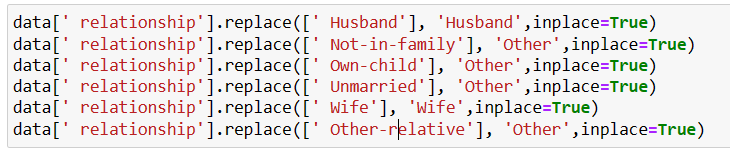 data[' relationship'].replace([' Husband'], 'Husband',inplace=True)
data[' relationship'].replace([' Not-in-family'], 'Other',inplace=True)
data[' relationship'].replace([' Own-child'], 'Other',inplace=True)
data[' relationship'].replace([' Unmarried'], 'Other',inplace=True)
data[' relationship'].replace([' Wife'], 'Wife',inplace=True)
data[' relationship'].replace([' Other-relative'], 'Other',inplace=True)